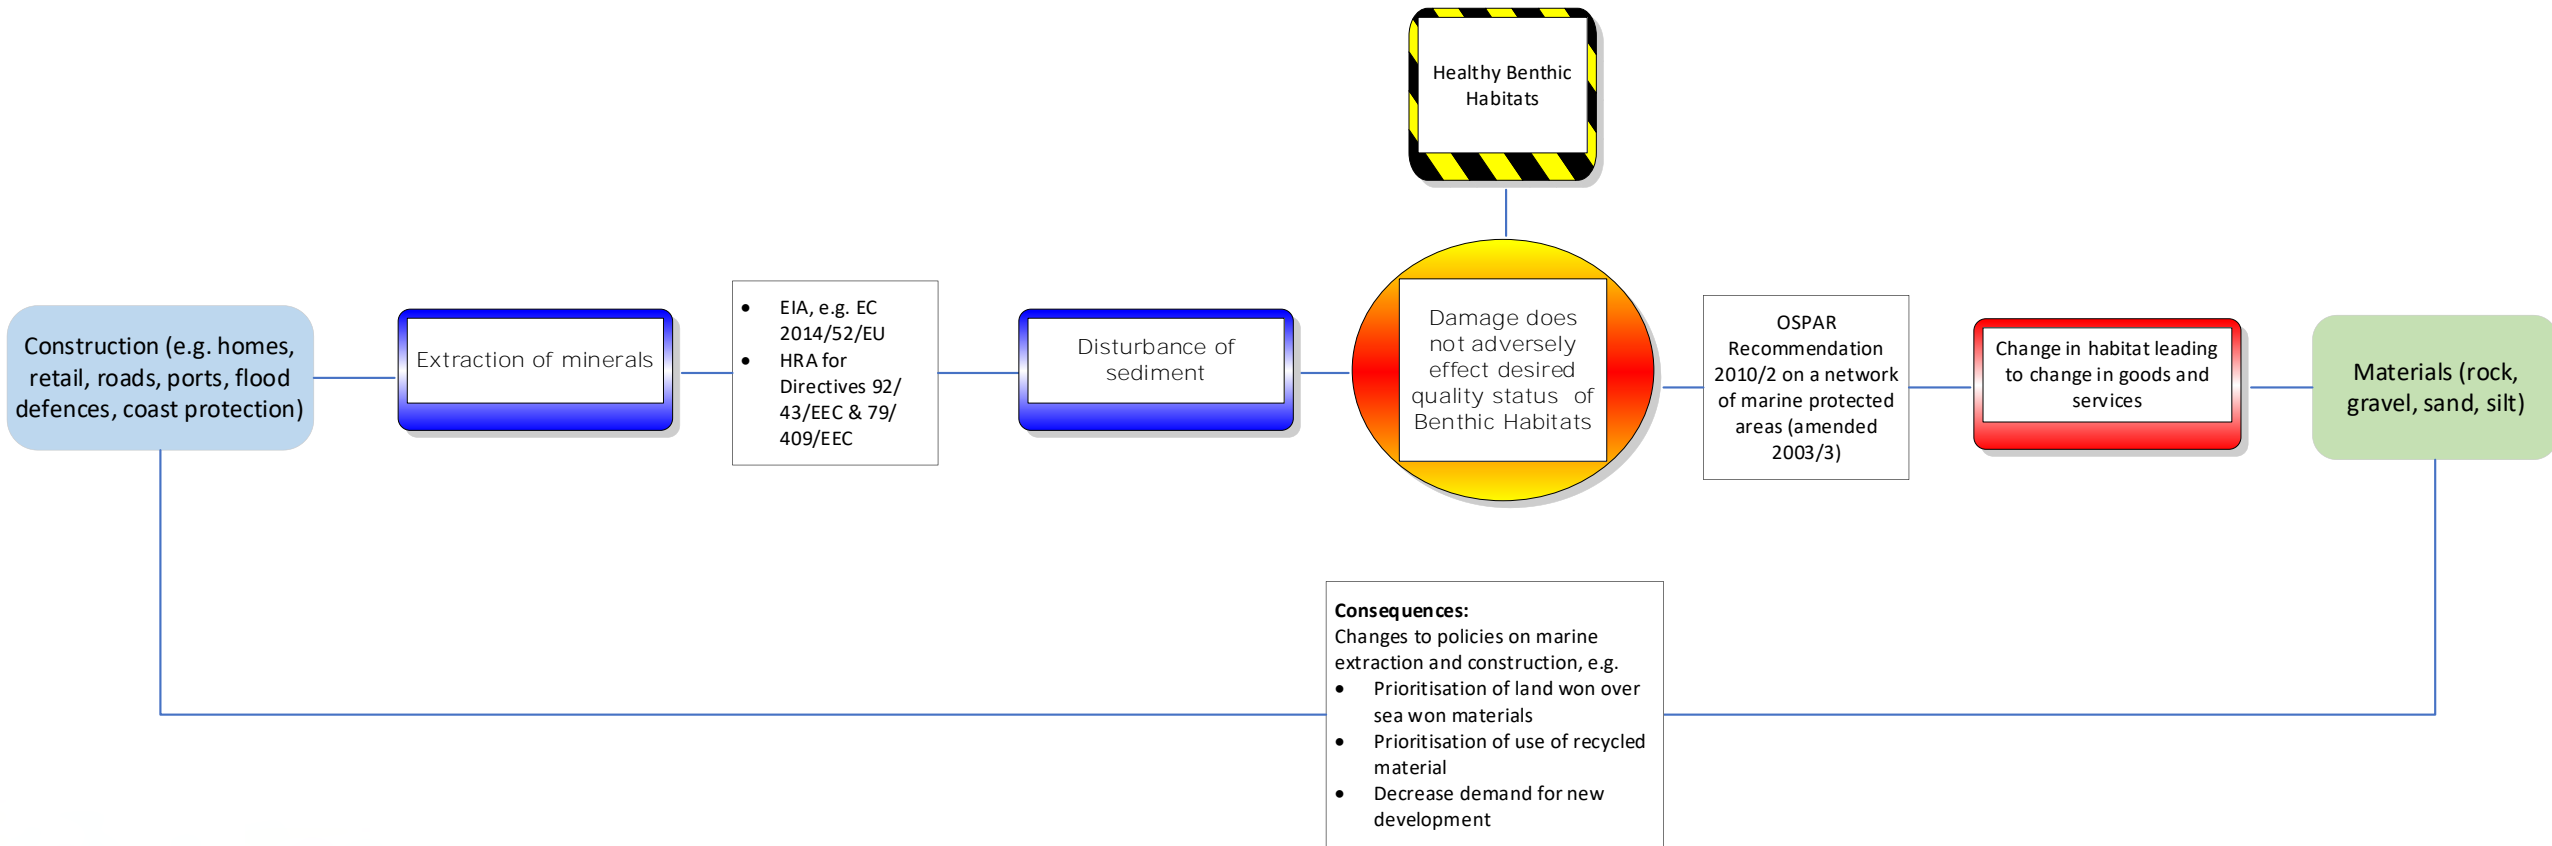 Healthy Benthic
Habitats
Construction (e.g. homes,
retail, roads, ports, flood
defences, coast protection)
Extraction of minerals
• EIA, e.g. EC
2014/52/EU
• HRA for
Directives 92/
43/EEC & 79/
409/EEC
Disturbance of
sediment
Damage does
not adversely
effect desired
quality status of
Benthic Habitats
OSPAR
Recommendation
2010/2 on a network
of marine protected
areas (amended
2003/3)
Change in habitat leading
to change in goods and
services
Materials (rock,
gravel, sand, silt)
Consequences:
Changes to policies on marine
extraction and construction, e.g.
• Prioritisation of land won over
sea won materials
• Prioritisation of use of recycled
material
• Decrease demand for new
development